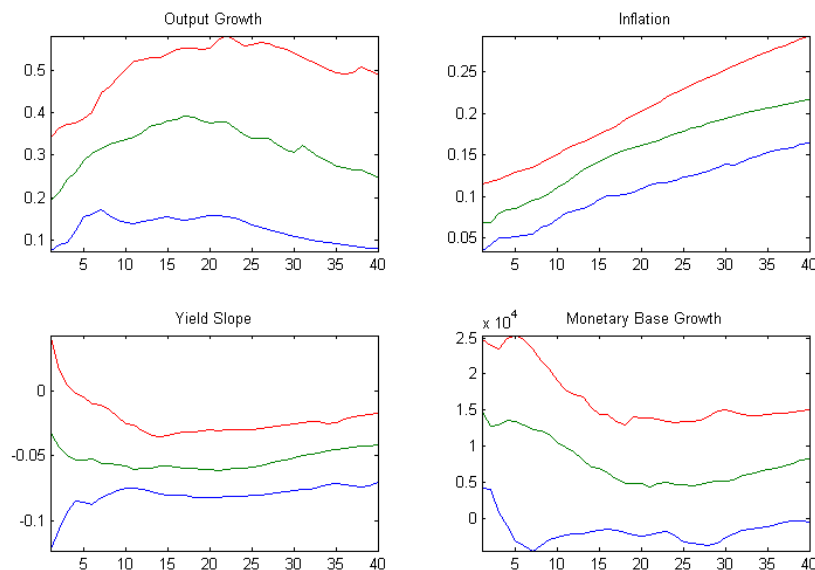 Output Growth
0.5
0.4
0.3
0.2
0.1
5 10 15 20 25 30 35 40
Inflation
0.25
0.2
0.15
0.1
0.05
5 10 15 20 25 30 35 40
Yield Slope
0
-0.05
-0.1
5 10 15 20 25 30 35 40
Monetary Base Growth
x 10^4
2.5
2
1.5
1
0.5
0
5 10 15 20 25 30 35 40